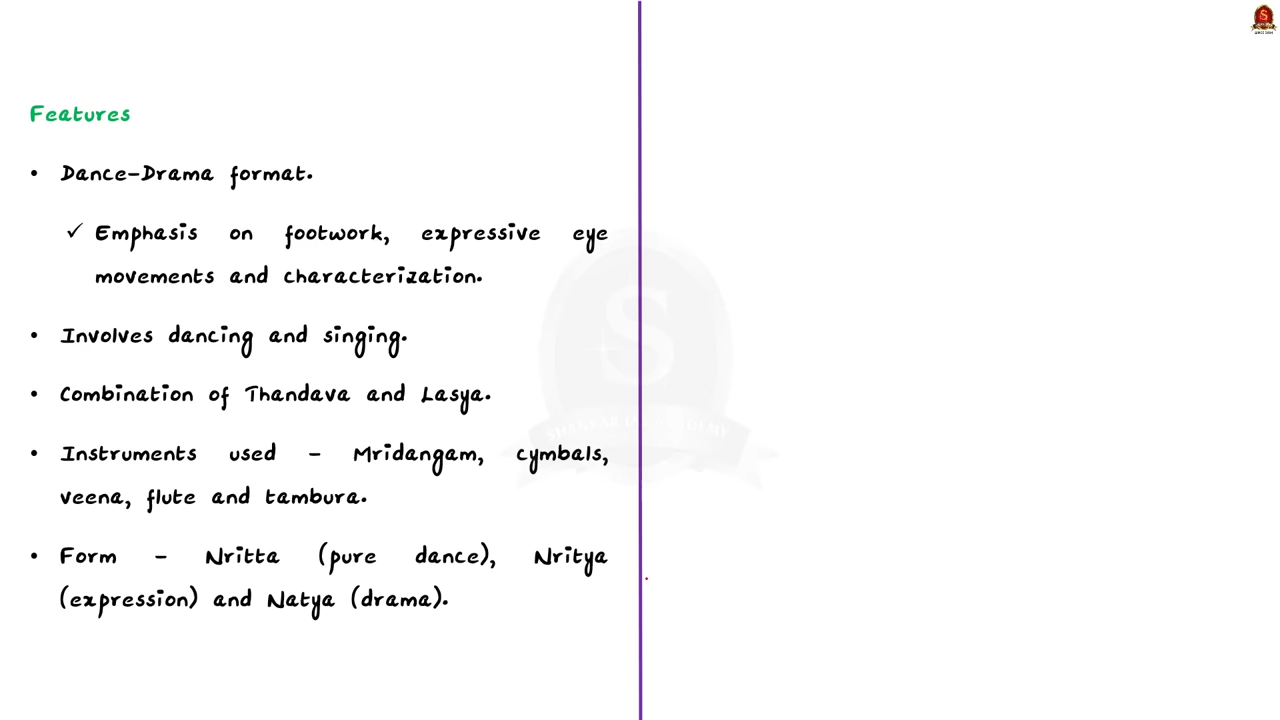 Features
• Dance-Drama format.
✓ Emphasis on footwork, expressive eye
movements and characterization.
• Involves dancing and singing.
• Combination of Thandava and Lasya.
• Instruments used - Mridangam, cymbals,
veena, flute and tambura.
• Form - Nritta (pure dance), Nritya
(expression) and Natya (drama).
S